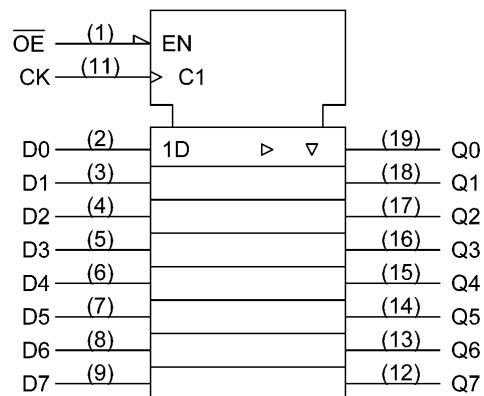 OE (1) EN
CK (11) C1
D0 (2) 1D (19) Q0
D1 (3) (18) Q1
D2 (4) (17) Q2
D3 (5) (16) Q3
D4 (6) (15) Q4
D5 (7) (14) Q5
D6 (8) (13) Q6
D7 (9) (12) Q7